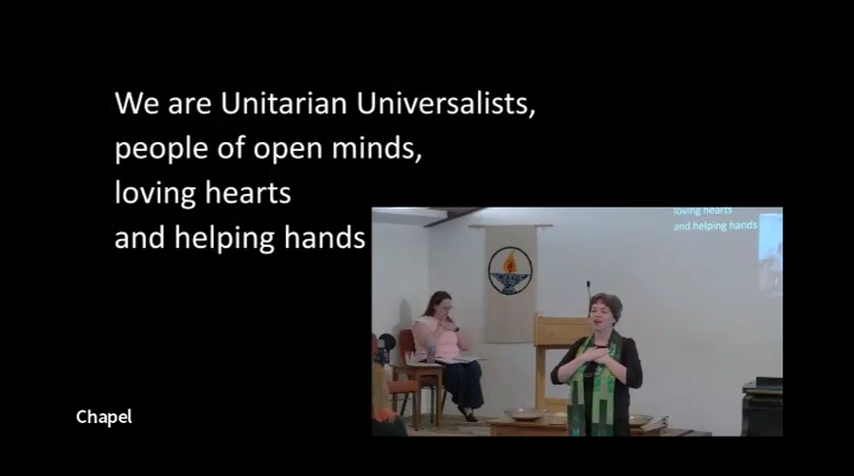 We are Unitarian Universalists,
people of open minds,
loving hearts
and helping hands
loving hearts
and helping hands
Chapel